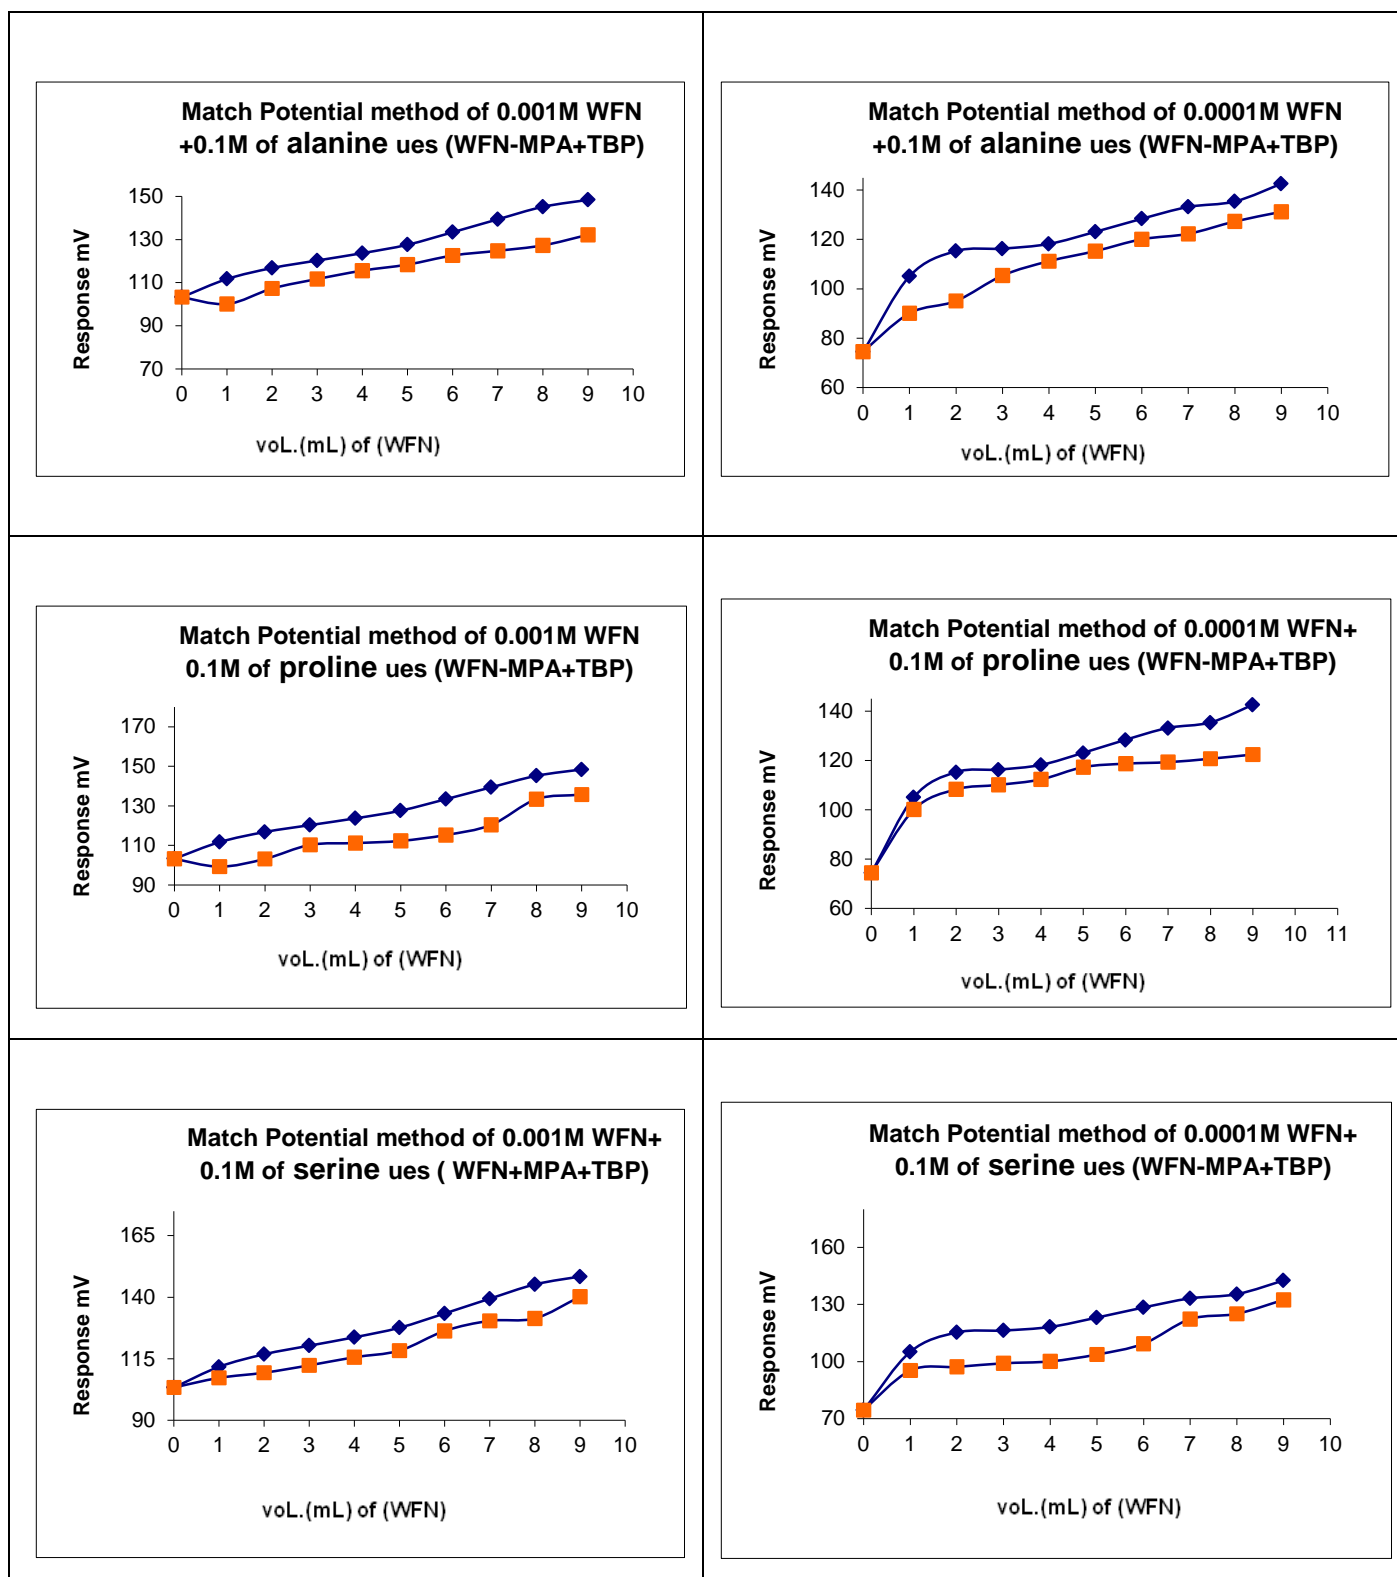 Match Potential method of 0.001M WFN
+0.1M of alanine ues (WFN-MPA+TBP)
150
130
110
90
70
Response mV
0 1 2 3 4 5 6 7 8 9 10
voL.(mL) of (WFN)
Match Potential method of 0.0001M WFN
+0.1M of alanine ues (WFN-MPA+TBP)
140
120
100
80
60
Response mV
0 1 2 3 4 5 6 7 8 9 10
voL.(mL) of (WFN)
Match Potential method of 0.001M WFN
0.1M of proline ues (WFN-MPA+TBP)
170
150
130
110
90
Response mV
0 1 2 3 4 5 6 7 8 9 10
voL.(mL) of (WFN)
Match Potential method of 0.0001M WFN+
0.1M of proline ues (WFN-MPA+TBP)
140
120
100
80
60
Response mV
0 1 2 3 4 5 6 7 8 9 10 11
voL.(mL) of (WFN)
Match Potential method of 0.001M WFN+
0.1M of serine ues ( WFN+MPA+TBP)
165
140
115
90
Response mV
0 1 2 3 4 5 6 7 8 9 10
voL.(mL) of (WFN)
Match Potential method of 0.0001M WFN+
0.1M of serine ues (WFN-MPA+TBP)
160
130
100
70
Response mV
0 1 2 3 4 5 6 7 8 9 10
voL.(mL) of (WFN)